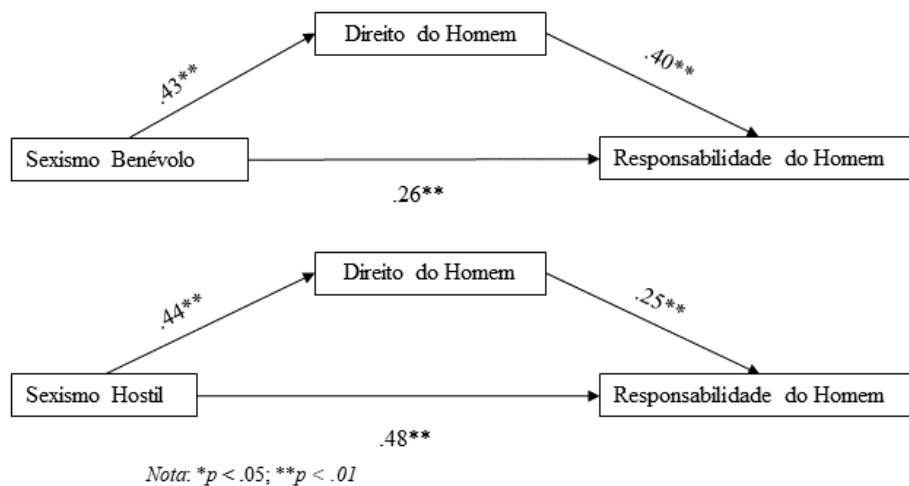 Direito do Homem
.43**
.40**
Sexismo Benévolo
Responsabilidade do Homem
.26**
Direito do Homem
.44**
.25**
Sexismo Hostil
Responsabilidade do Homem
.48**
Nota: *p < .05; **p < .01